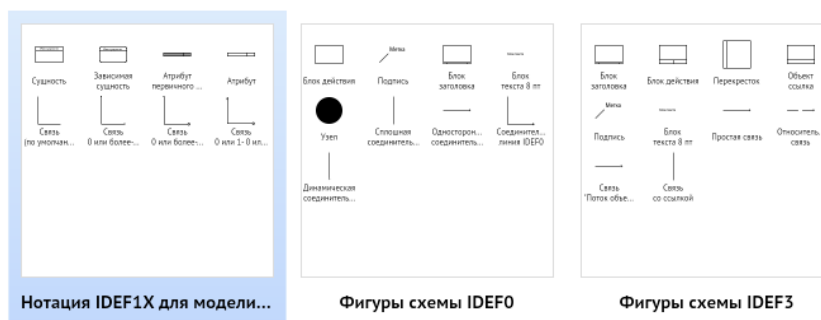 Сущность
Зависимая
сущность
Атрибут
первичного ...
Атрибут
Связь
(по умолчан...
Связь
0 или более-...
Связь
0 или более-...
Связь
0 или 1- 0 ил...
Нотация IDEF1X для модели...
Блок действия
Метка
Подпись
Блок
заголовка
Блок
текста 8 пт
Узел
Сплошная
соединитель...
Односторон...
соединитель...
Соединител...
линия IDEF0
Динамическая
соединитель...
Фигуры схемы IDEF0
Блок
заголовка
Блок действия
Перекресток
Объект
ссылка
Метка
Подпись
Блок
текста 8 пт
Простая связь
Относитель.
связь
Связь
"Поток объе...
Связь
со ссылкой
Фигуры схемы IDEF3